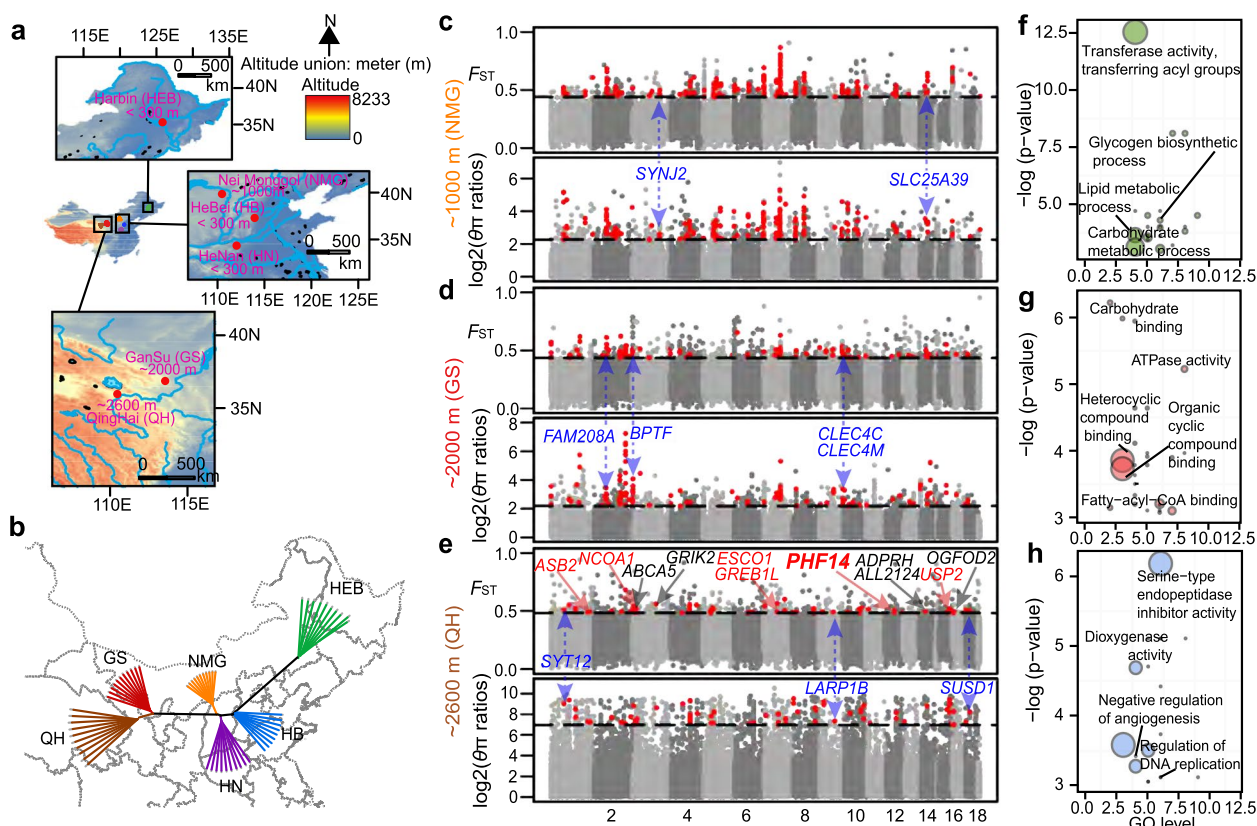 a
115E 125E 135E
N
0 500
km
40N
35N
Harbin (HEB)
< 300 m
Altitude union: meter (m)
Altitude
8233
0
Nei Monggol (NMG)
~1000m
HeBei (HB)
< 300 m
HeNan (HN)
< 300 m
0 500
km
40N
35N
110E 115E 120E 125E
GanSu (GS)
~2000 m
~2600 m
QingHai (QH)
0 500
km
40N
35N
110E 115E
b
HEB
GS
NMG
QH
HB
HN
c
~1000 m (NMG)
FST
1.0
0.5
0.0
log2(θπ ratios)
6
4
2
0
SYNJ2
SLC25A39
d
~2000 m (GS)
FST
1.0
0.5
0.0
log2(θπ ratios)
8
6
4
2
0
FAM208A
BPTF
CLEC4C
CLEC4M
e
~2600 m (QH)
FST
1.0
0.5
0.0
log2(θπ ratios)
10
8
6
4
2
0
ASB2
NCOA1
ABCA5
GRIK2
ESCO1
GREB1L
PHF14
ADPRH
ALL2124
USP2
OGFOD2
SYT12
LARP1B
SUSD1
2 4 6 8 10 12 14 16 18
f
−log (p−value)
12.5
10.0
7.5
5.0
Transferase activity,
transferring acyl groups
Glycogen biosynthetic
process
Lipid metabolic
process
Carbohydrate
metabolic process
0.0 2.5 5.0 7.5 10.0 12.5
g
−log (p−value)
6
5
4
3
Carbohydrate
binding
ATPase activity
Heterocyclic
compound
binding
Organic
cyclic
compound
binding
Fatty−acyl−CoA binding
0.0 2.5 5.0 7.5 10.0 12.5
h
−log (p−value)
6
5
4
3
Serine−type
endopeptidase
inhibitor activity
Dioxygenase
activity
Negative regulation
of angiogenesis
Regulation of
DNA replication
0.0 2.5 5.0 7.5 10.0 12.5
GO level